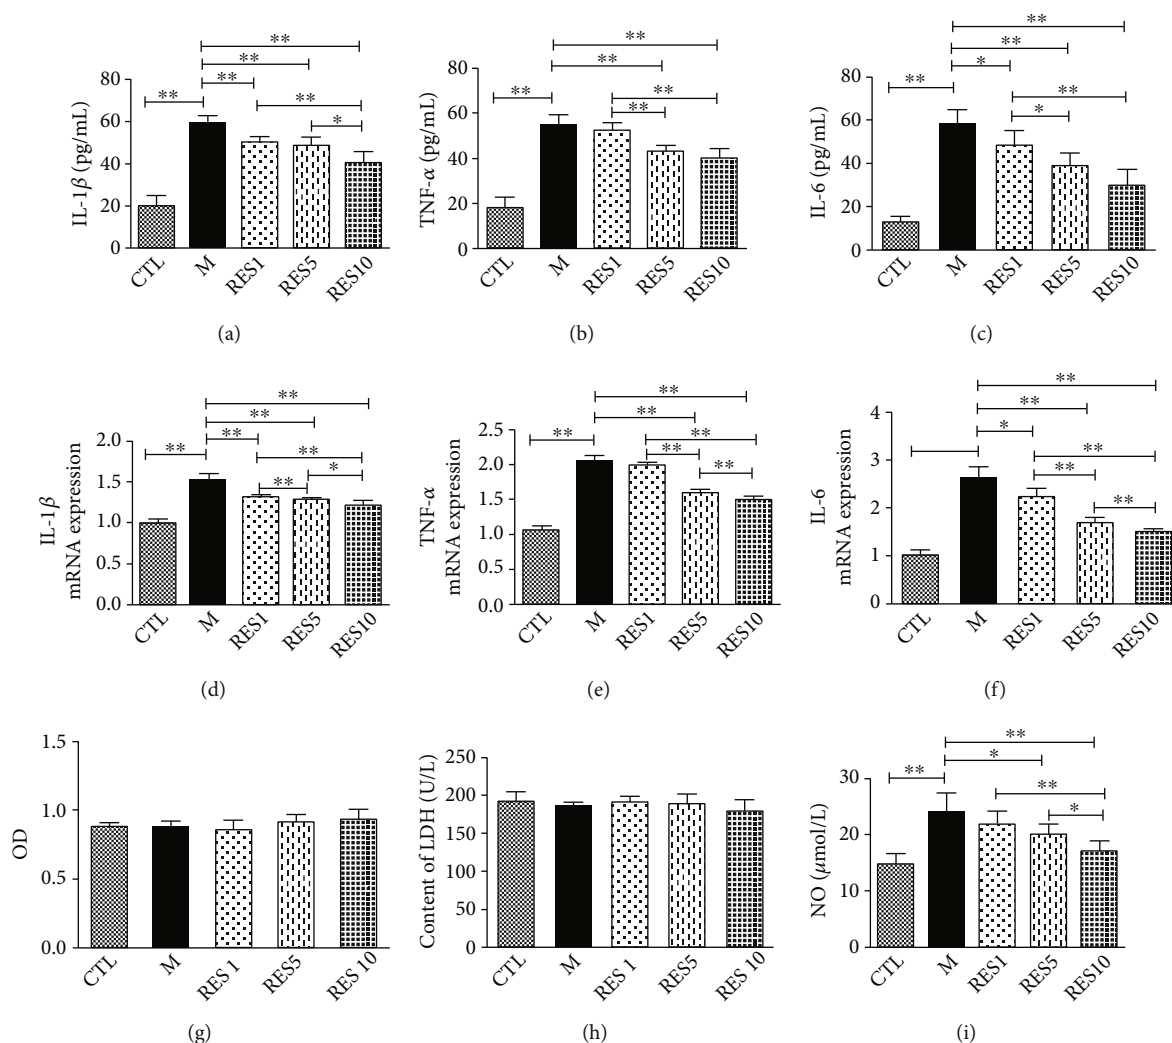 **
**
**
**
**
*
80
60
40
20
0
IL-1β (pg/mL)
CTL
M
RES1
RES5
RES10
(a)
**
**
**
**
**
80
60
40
20
0
TNF-α (pg/mL)
CTL
M
RES1
RES5
RES10
(b)
**
**
**
*
**
*
80
60
40
20
0
IL-6 (pg/mL)
CTL
M
RES1
RES5
RES10
(c)
**
**
**
**
**
*
**
2.0
1.5
1.0
0.5
0.0
IL-1β
mRNA expression
CTL
M
RES1
RES5
RES10
(d)
**
**
**
**
**
**
2.5
2.0
1.5
1.0
0.5
0.0
TNF-α
mRNA expression
CTL
M
RES1
RES5
RES10
(e)
**
**
*
**
**
**
4
3
2
1
0
IL-6
mRNA expression
CTL
M
RES1
RES5
RES10
(f)
1.5
1.0
0.5
0.0
OD
CTL
M
RES 1
RES5
RES 10
(g)
250
200
150
100
50
0
Content of LDH (U/L)
CTL
M
RES 1
RES5
RES 10
(h)
**
*
**
**
*
30
20
10
0
NO (μmol/L)
CTL
M
RES1
RES5
RES10
(i)